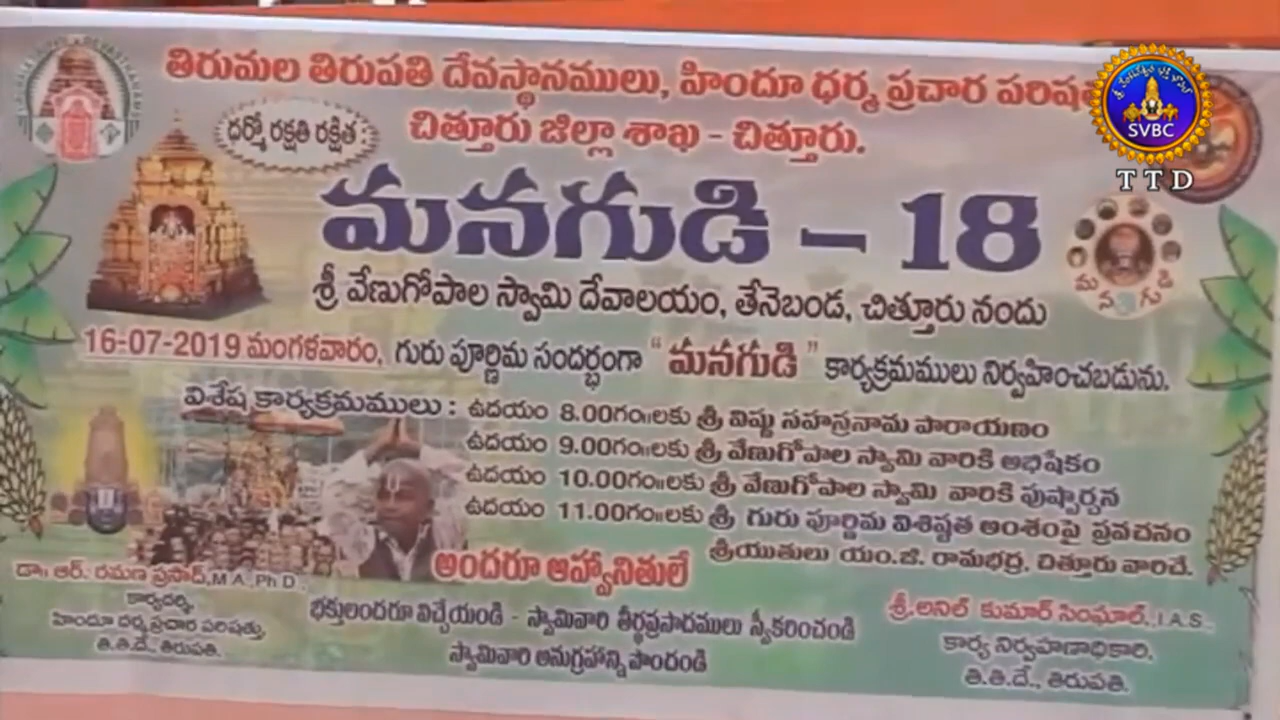 తిరుమల తిరుపతి దేవస్థానములు, హిందూ ధర్మ ప్రచార పరిష
చిత్తూరు జిల్లా శాఖ - చిత్తూరు.
ధర్మో రక్షతి రక్షిత :
SVBC
TTD
మనగుడి - 18
శ్రీ వేణుగోపాల స్వామి దేవాలయం, తేనెబండ, చిత్తూరు నందు
మనగుడి
16-07-2019 మంగళవారం, గురు పూర్ణిమ సందర్భంగా "మనగుడి" కార్యక్రమములు నిర్వహించబడును.
విశేష కార్యక్రమములు : ఉదయం 8.00గం॥లకు శ్రీ విష్ణు సహస్రనామ పారాయణం
ఉదయం 9.00గం॥లకు శ్రీ వేణుగోపాల స్వామి వారికి అభిషేకం
ఉదయం 10.00గం॥లకు శ్రీ వేణుగోపాల స్వామి వారికి పుష్పార్చన
ఉదయం 11.00గం॥లకు శ్రీ గురు పూర్ణిమ విశిష్టత అంశంపై ప్రవచనం
శ్రీయుతులు యం.జి. రామభద్ర, చిత్తూరు వారిచే.
అందరూ ఆహ్వానితులే
డా॥ ఆర్. రమణ ప్రసాద్, M.A., Ph.D.,
కార్యదర్శి,
హిందూ ధర్మ ప్రచార పరిషత్తు,
తి.తి.దే., తిరుపతి.
భక్తులందరూ విచ్చేయండి - స్వామివారి తీర్థప్రసాదములు స్వీకరించండి
స్వామివారి అనుగ్రహాన్ని పొందండి
శ్రీ. అనిల్ కుమార్ సింఘాల్., I.A.S.,
కార్య నిర్వహణాధికారి,
తి.తి.దే., తిరుపతి.